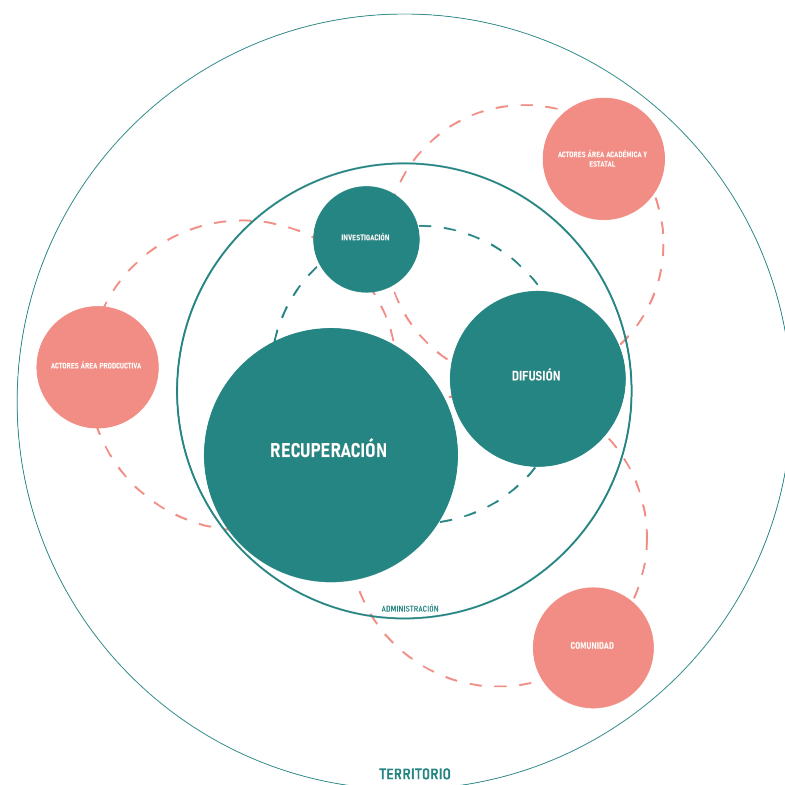 ACTORES ÁREA ACADÉMICA Y
ESTATAL
INVESTIGACIÓN
ACTORES ÁREA PRODCUCTIVA
DIFUSIÓN
RECUPERACIÓN
ADMINISTRACIÓN
COMUNIDAD
TERRITORIO